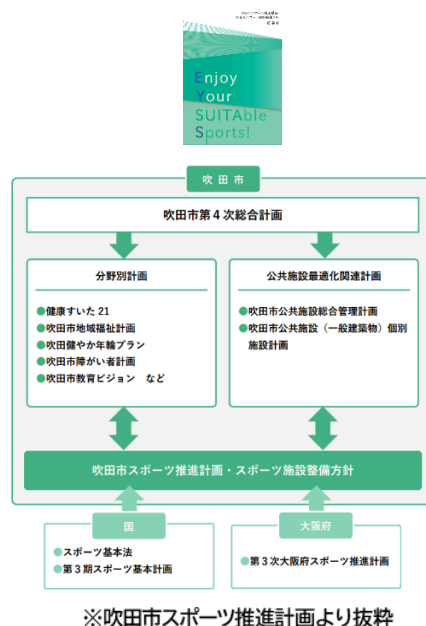 Enjoy
Your
SUITAble
Sports!
吹田市
吹田市第4次総合計画
分野別計画
●健康すいた21
●吹田市地域福祉計画
●吹田健やか年輪プラン
●吹田市障がい者計画
●吹田市教育ビジョン など
公共施設最適化関連計画
●吹田市公共施設総合管理計画
●吹田市公共施設（一般建築物）個別
施設計画
吹田市スポーツ推進計画・スポーツ施設整備方針
国
●スポーツ基本法
●第3期スポーツ基本計画
大阪府
●第3次大阪府スポーツ推進計画
※吹田市スポーツ推進計画より抜粋